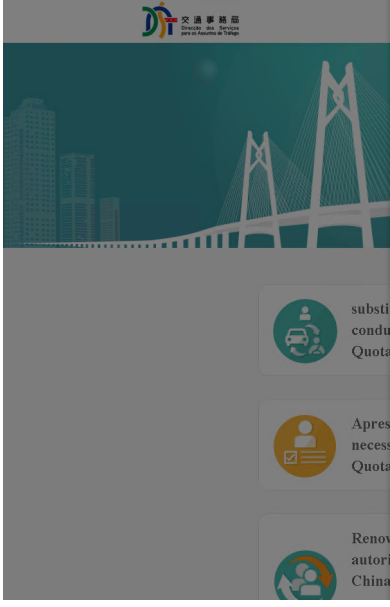 交通事務局
Direcção dos Serviços
para os Assuntos de Tráfego
substi
condu
Quota
Apres
necess
Quota
Renov
autori
China